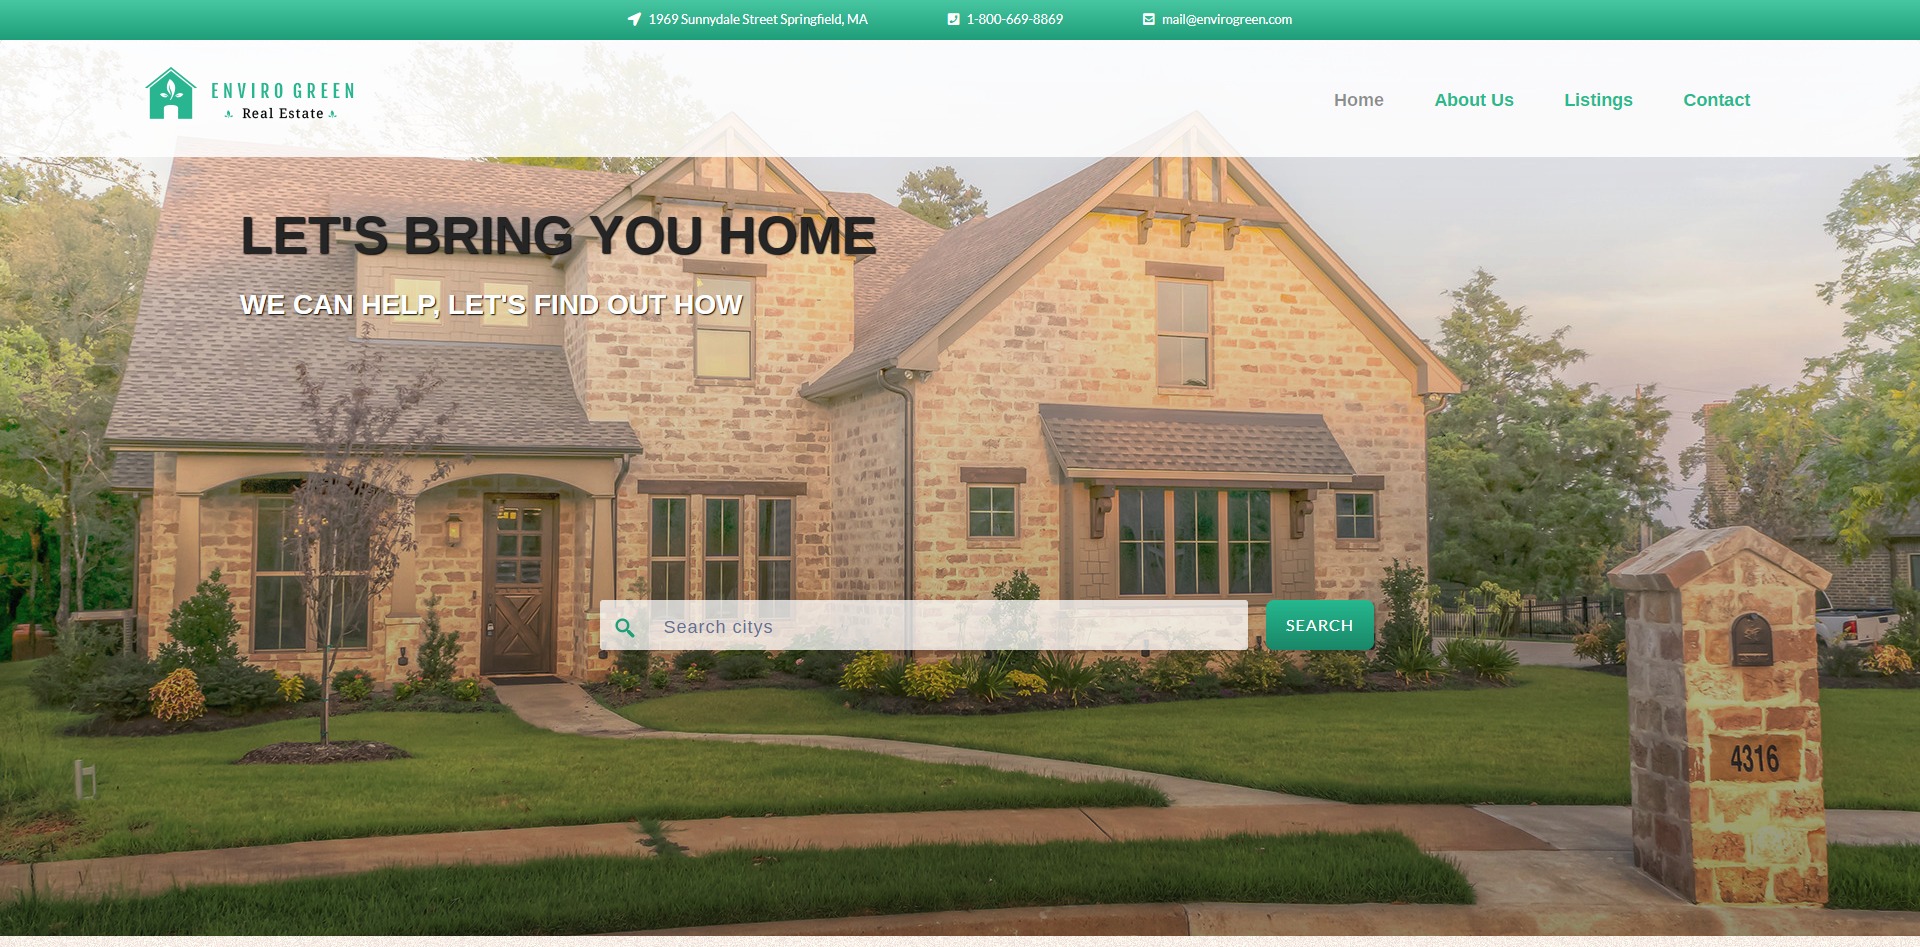 1969 Sunnydale Street Springfield, MA
1-800-669-8869
mail@envirogreen.com
ENVIRO GREEN
Real Estate
Home
About Us
Listings
Contact
LET'S BRING YOU HOME
WE CAN HELP, LET'S FIND OUT HOW
Search citys
SEARCH
4316